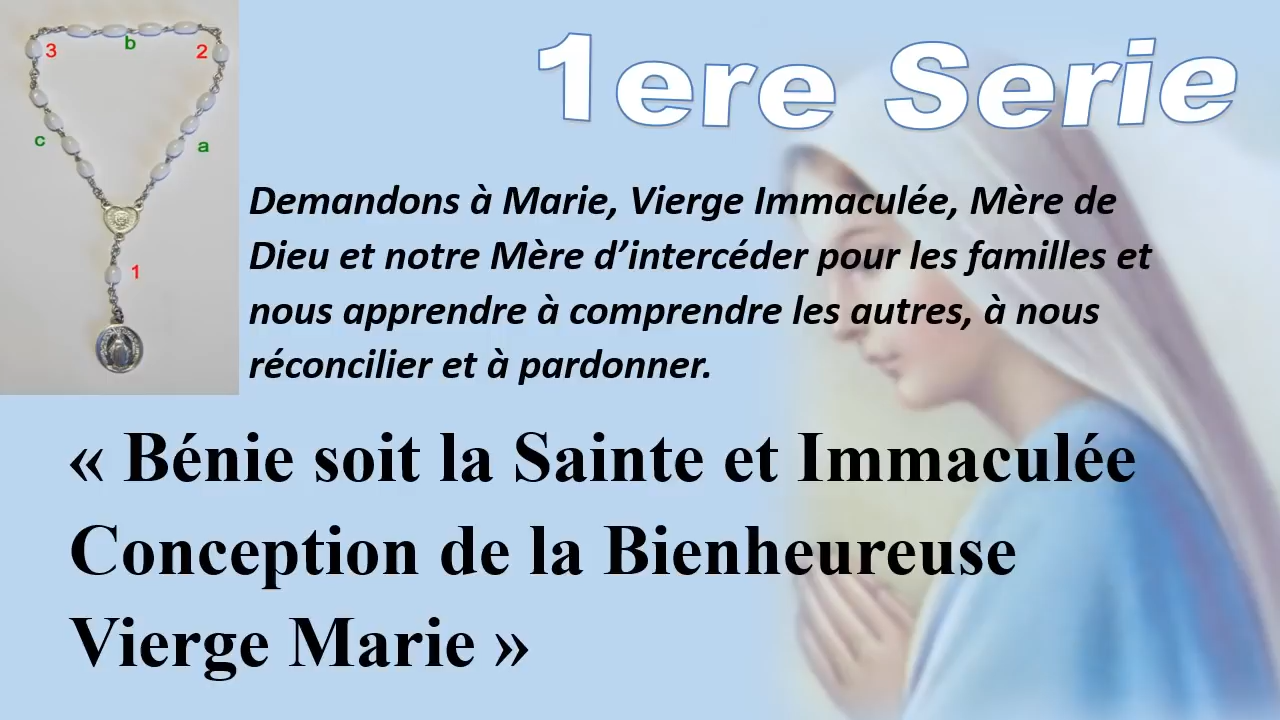 1ere Serie
3
b
2
c
a
1
Demandons à Marie, Vierge Immaculée, Mère de
Dieu et notre Mère d’intercéder pour les familles et
nous apprendre à comprendre les autres, à nous
réconcilier et à pardonner.
« Bénie soit la Sainte et Immaculée
Conception de la Bienheureuse
Vierge Marie »